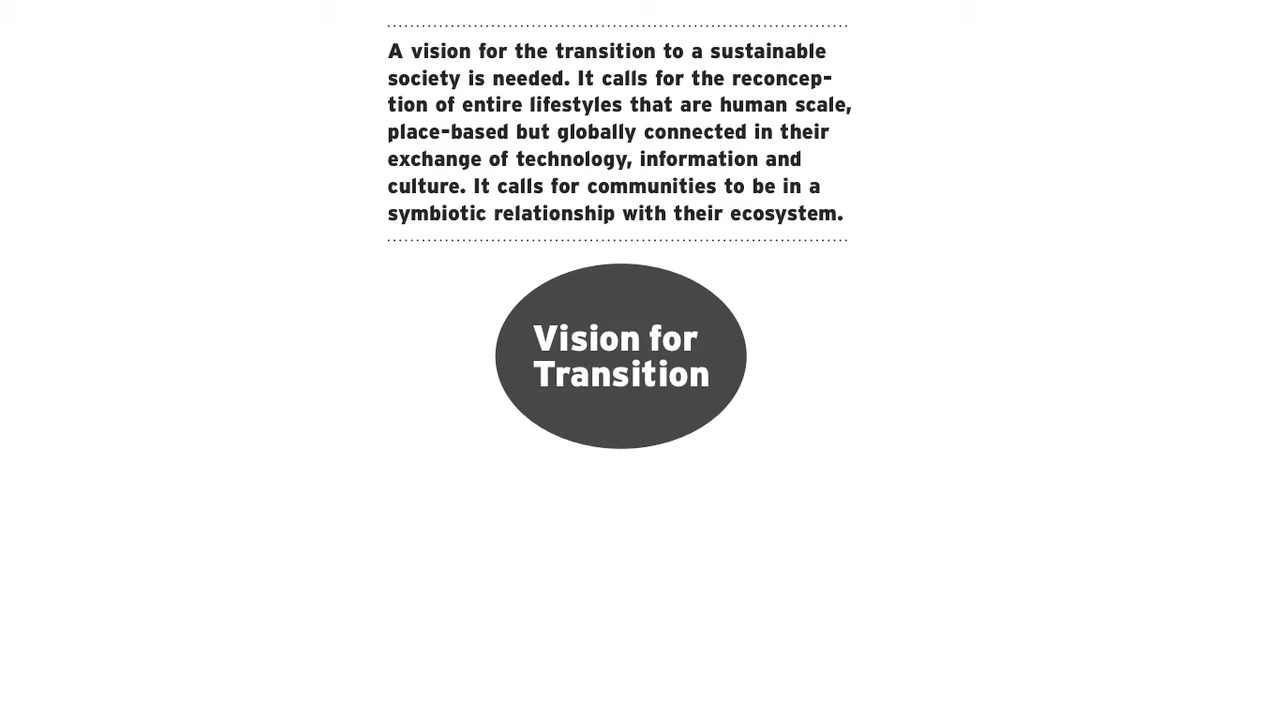 A vision for the transition to a sustainable
society is needed. It calls for the reconcep-
tion of entire lifestyles that are human scale,
place-based but globally connected in their
exchange of technology, information and
culture. It calls for communities to be in a
symbiotic relationship with their ecosystem.
Vision for
Transition